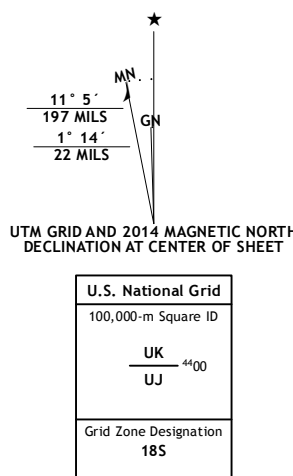 MN
GN
11° 5´
197 MILS
1° 14´
22 MILS
UTM GRID AND 2014 MAGNETIC NORTH
DECLINATION AT CENTER OF SHEET
U.S. National Grid
100,000-m Square ID
UK
4400
UJ
Grid Zone Designation
18S